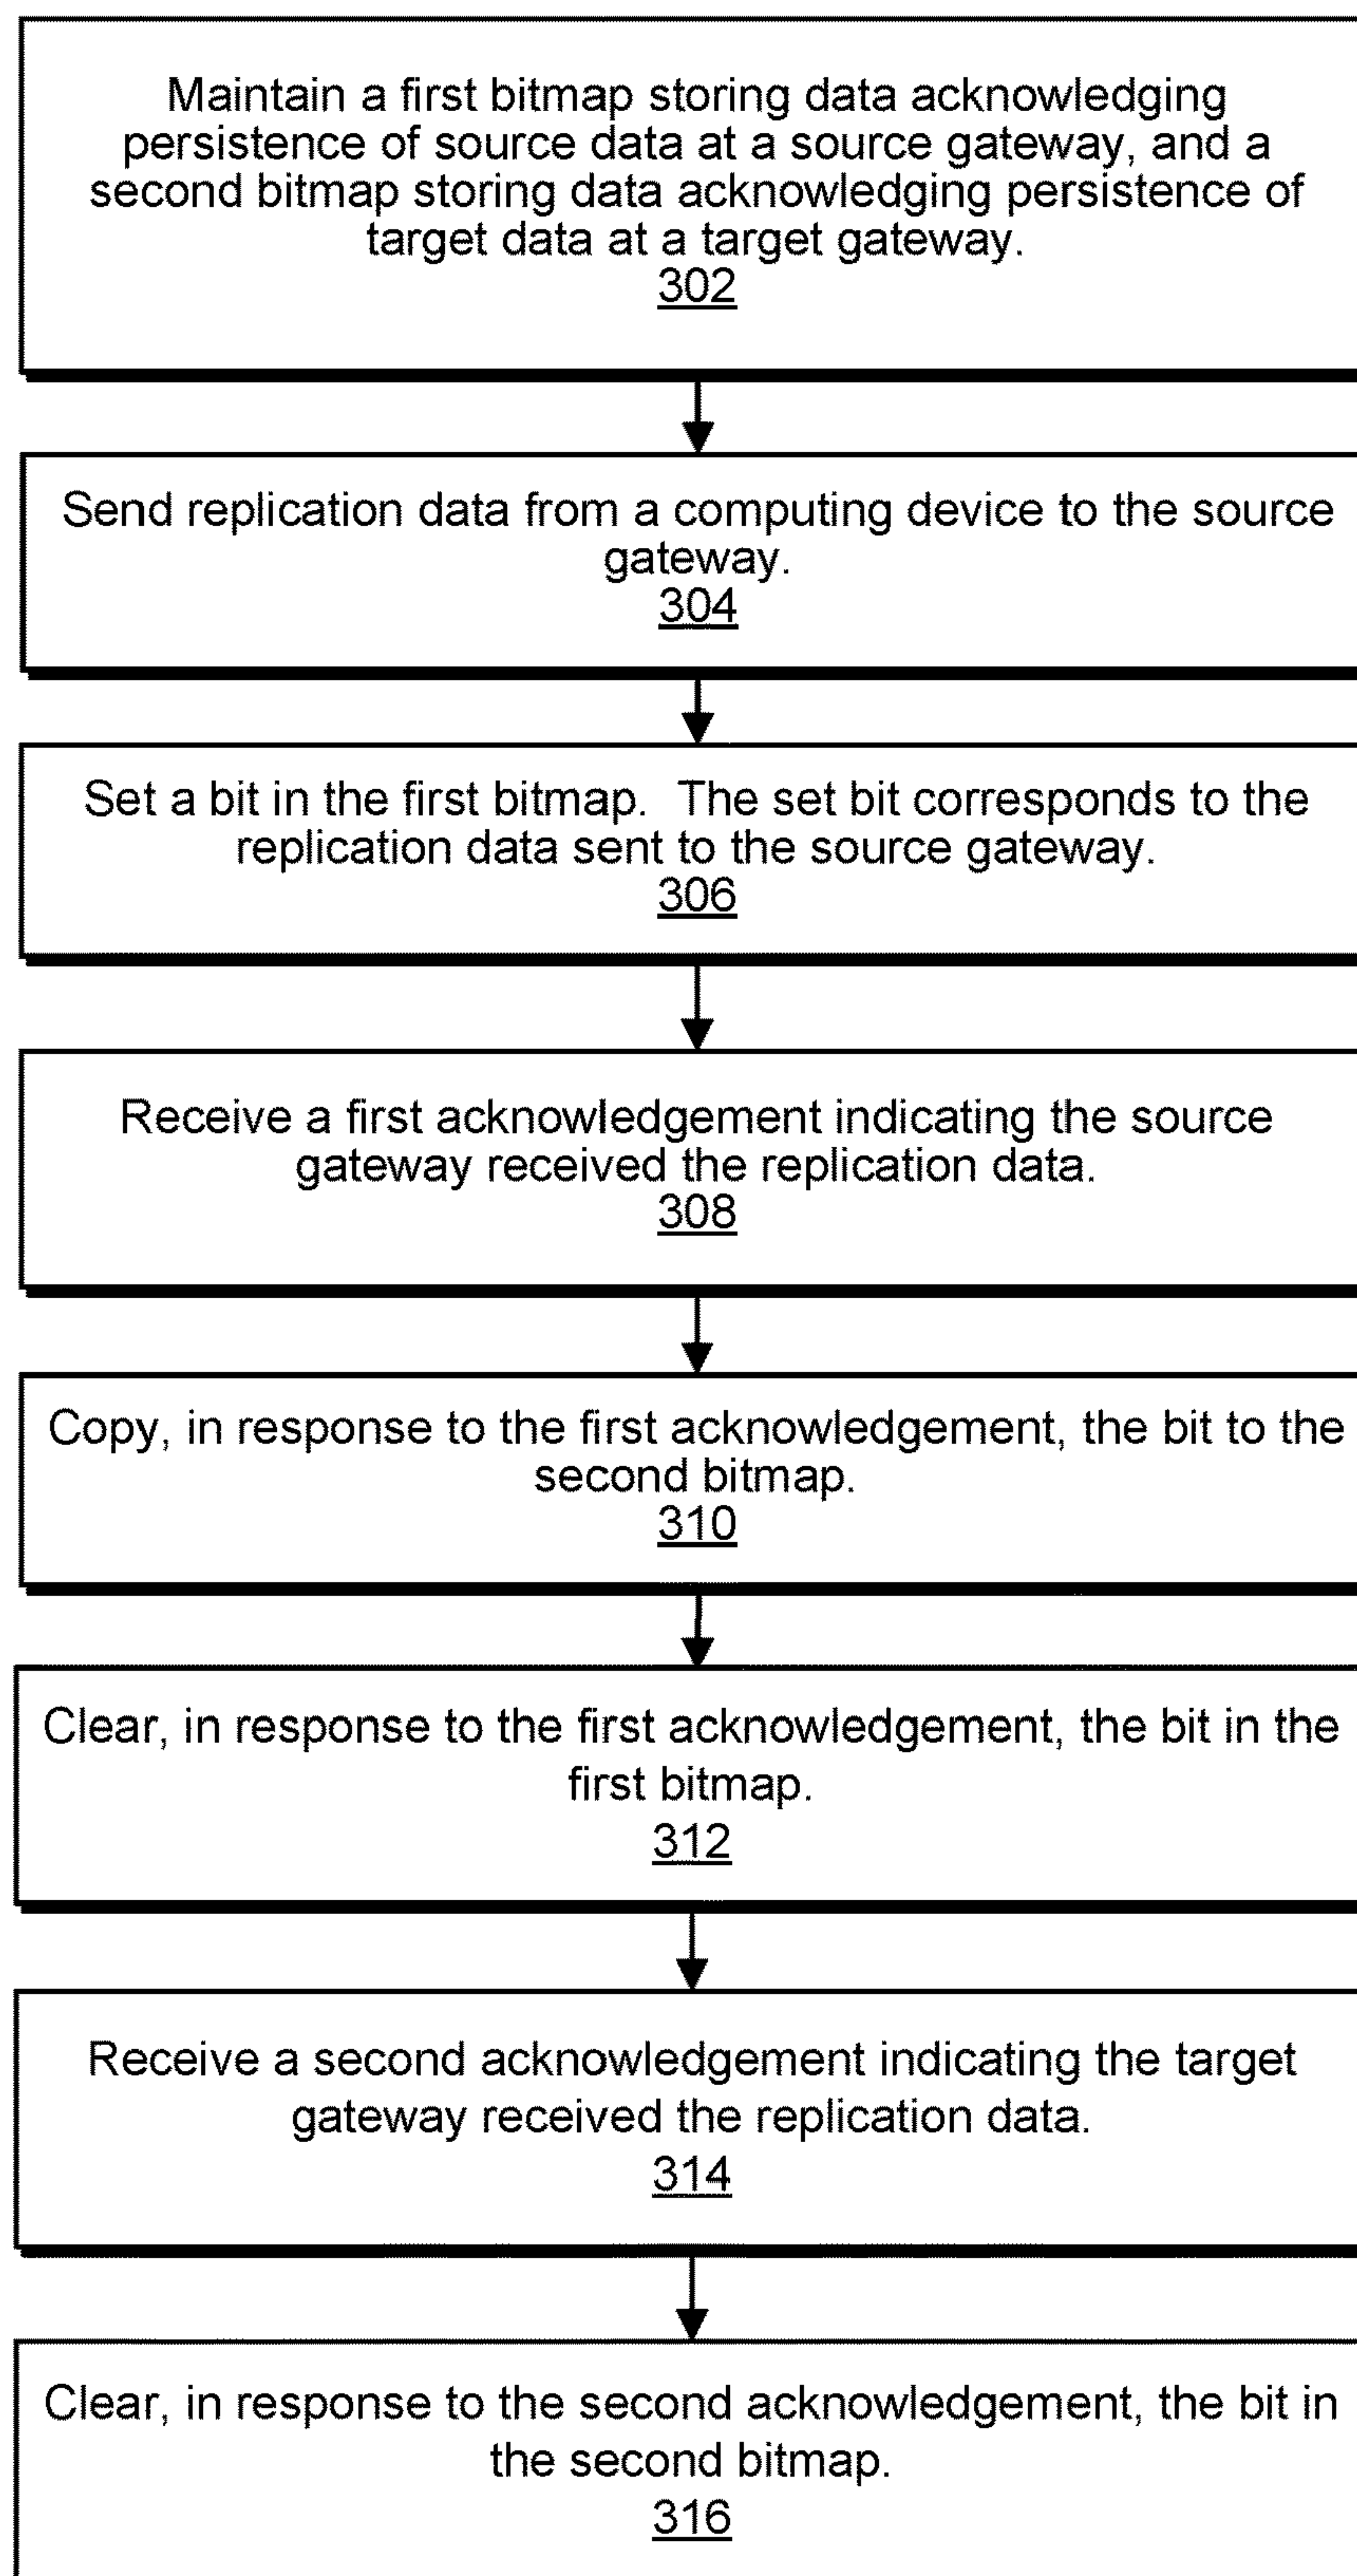 Maintain a first bitmap storing data acknowledging
persistence of source data at a source gateway, and a
second bitmap storing data acknowledging persistence of
target data at a target gateway.
302
Send replication data from a computing device to the source
gateway.
304
Set a bit in the first bitmap.  The set bit corresponds to the
replication data sent to the source gateway.
306
Receive a first acknowledgement indicating the source
gateway received the replication data.
308
Copy, in response to the first acknowledgement, the bit to the
second bitmap.
310
Clear, in response to the first acknowledgement, the bit in the
first bitmap.
312
Receive a second acknowledgement indicating the target
gateway received the replication data.
314
Clear, in response to the second acknowledgement, the bit in
the second bitmap.
316